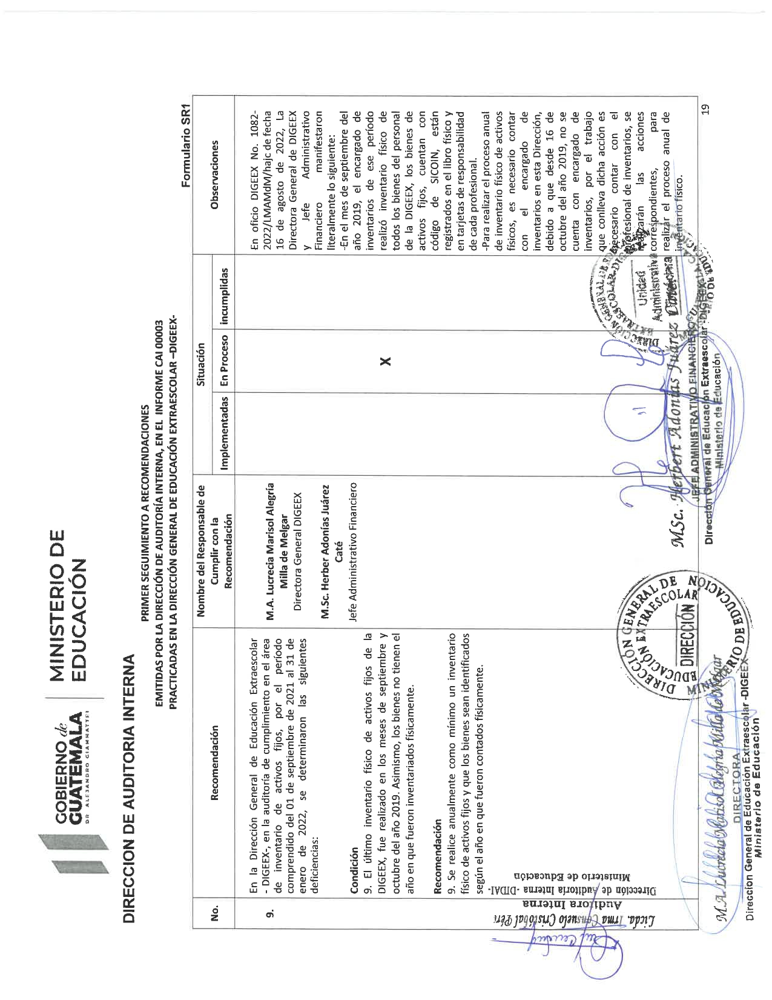 GOBIERNO de
GUATEMALA
DR ALEJANDRO GIAMMATTEI
MINISTERIO DE
EDUCACIÓN
DIRECCION DE AUDITORIA INTERNA
PRIMER SEGUIMIENTO A RECOMENDACIONES
EMITIDAS POR LA DIRECCIÓN DE AUDITORÍA INTERNA, EN EL INFORME CAI 00003
PRACTICADAS EN LA DIRECCIÓN GENERAL DE EDUCACIÓN EXTRAESCOLAR –DIGEEX-
Formulario SR1
No.
Recomendación
Nombre del Responsable de
Cumplir con la
Recomendación
Situación
Implementadas
En Proceso
incumplidas
Observaciones
9.
En la Dirección General de Educación Extraescolar
- DIGEEX-, en la auditoría de cumplimiento en el área
de inventario de activos fijos, por el período
comprendido del 01 de septiembre de 2021 al 31 de
enero de 2022, se determinaron las siguientes
deficiencias:
Condición
9. El último inventario físico de activos fijos de la
DIGEEX, fue realizado en los meses de septiembre y
octubre del año 2019. Asimismo, los bienes no tienen el
año en que fueron inventariados físicamente.
Recomendación
9. Se realice anualmente como mínimo un inventario
físico de activos fijos y que los bienes sean identificados
según el año en que fueron contados físicamente.
M.A. Lucrecia Marisol Alegría
Milla de Melgar
Directora General DIGEEX
M.Sc. Herber Adonías Juárez
Caté
Jefe Administrativo Financiero
X
En oficio DIGEEX No. 1082-
2022/LMAMdM/hajc de fecha
16 de agosto de 2022, La
Directora General de DIGEEX
y Jefe Administrativo
Financiero manifestaron
literalmente lo siguiente:
-En el mes de septiembre del
año 2019, el encargado de
inventarios de ese período
realizó inventario físico de
todos los bienes del personal
de la DIGEEX, los bienes de
activos fijos, cuentan con
código de SICOIN, están
registrados en el libro físico y
en tarjetas de responsabilidad
de cada profesional.
-Para realizar el proceso anual
de inventario físico de activos
físicos, es necesario contar
con el encargado de
inventarios en esta Dirección,
debido a que desde 16 de
octubre del año 2019, no se
cuenta con encargado de
inventarios, por el trabajo
que conlleva dicha acción es
necesario contar con el
profesional de inventarios, se
realizarán las acciones
correspondientes, para
realizar el proceso anual de
inventario físico.
19
Licda. Irma Consuelo Cristóbal
Auditora Interna
Dirección de Auditoría Interna -DIDAI-
Ministerio de Educación
DIRECCIÓN GENERAL DE
EDUCACIÓN EXTRAESCOLAR
DIRECCIÓN
MINISTERIO DE EDUCACIÓN
M.A. Lucrecia Marisol Alegría Milla de Melgar
DIRECTORA
Direccion General de Educación Extraescolar -DIGEEX
Ministerio de Educación
DIRECCIÓN GENERAL DE
EXTRAESCOLAR-DIGEEX
Unidad
Administrativa
MSc. Herbert Adonías Juárez
JEFE ADMINISTRATIVO FINANCIERO
Dirección General de Educación Extraescolar -DIGEEX
Ministerio de Educación